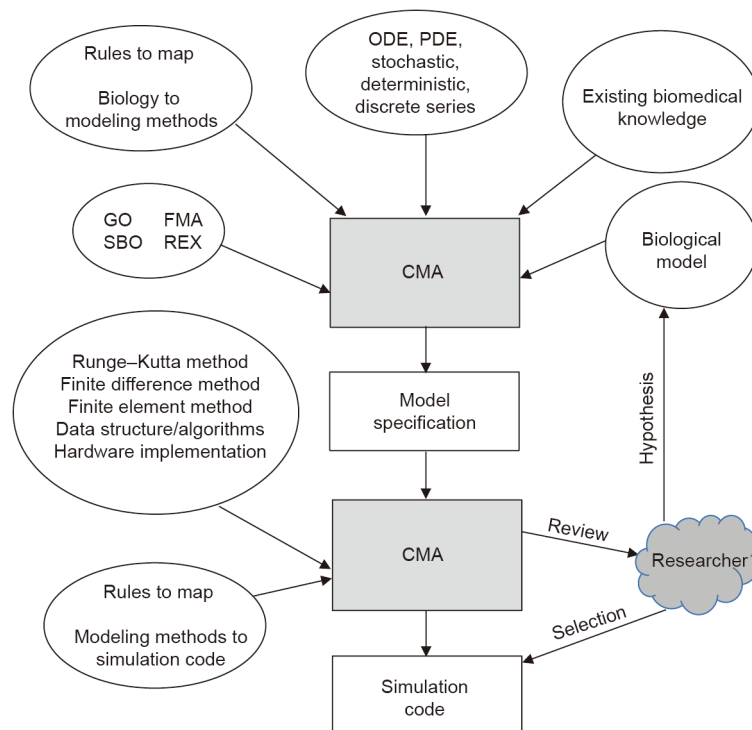 Rules to map
Biology to
modeling methods
ODE, PDE,
stochastic,
deterministic,
discrete series
Existing biomedical
knowledge
GO FMA
SBO REX
CMA
Biological
model
Runge–Kutta method
Finite difference method
Finite element method
Data structure/algorithms
Hardware implementation
Model
specification
Hypothesis
CMA
Review
Researcher
Rules to map
Modeling methods to
simulation code
Selection
Simulation
code